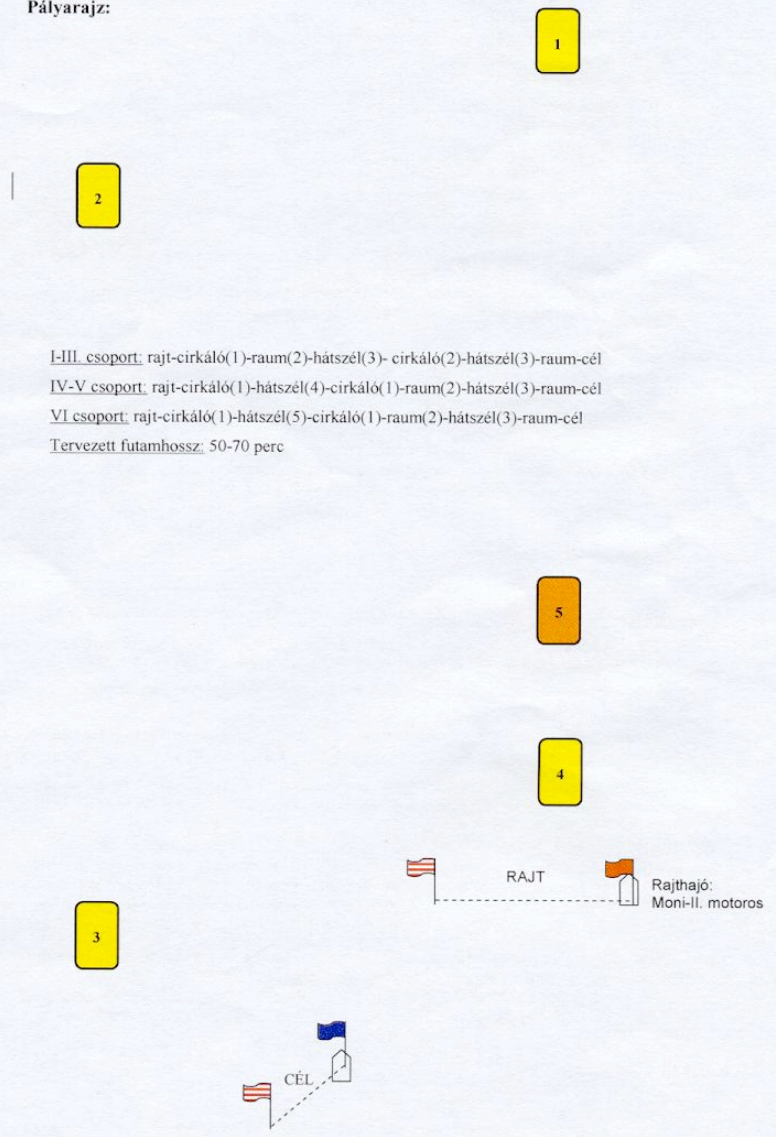 Pályarajz:
1
2
I-III. csoport: rajt-cirkáló(1)-raum(2)-hátszél(3)- cirkáló(2)-hátszél(3)-raum-cél
IV-V csoport: rajt-cirkáló(1)-hátszél(4)-cirkáló(1)-raum(2)-hátszél(3)-raum-cél
VI csoport: rajt-cirkáló(1)-hátszél(5)-cirkáló(1)-raum(2)-hátszél(3)-raum-cél
Tervezett futamhossz: 50-70 perc
5
4
RAJT
Rajthajó:
Moni-II. motoros
3
CÉL